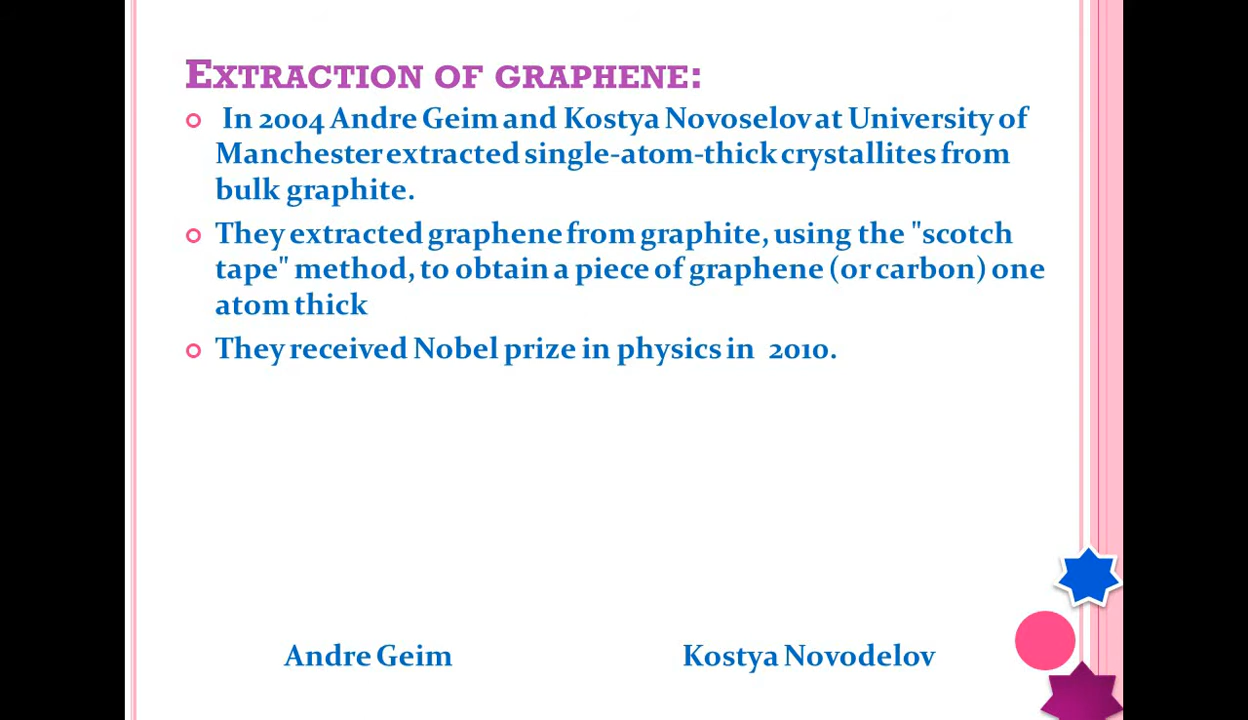 EXTRACTION OF GRAPHENE:
In 2004 Andre Geim and Kostya Novoselov at University of
Manchester extracted single-atom-thick crystallites from
bulk graphite.
They extracted graphene from graphite, using the "scotch
tape" method, to obtain a piece of graphene (or carbon) one
atom thick
They received Nobel prize in physics in 2010.
Andre Geim
Kostya Novodelov